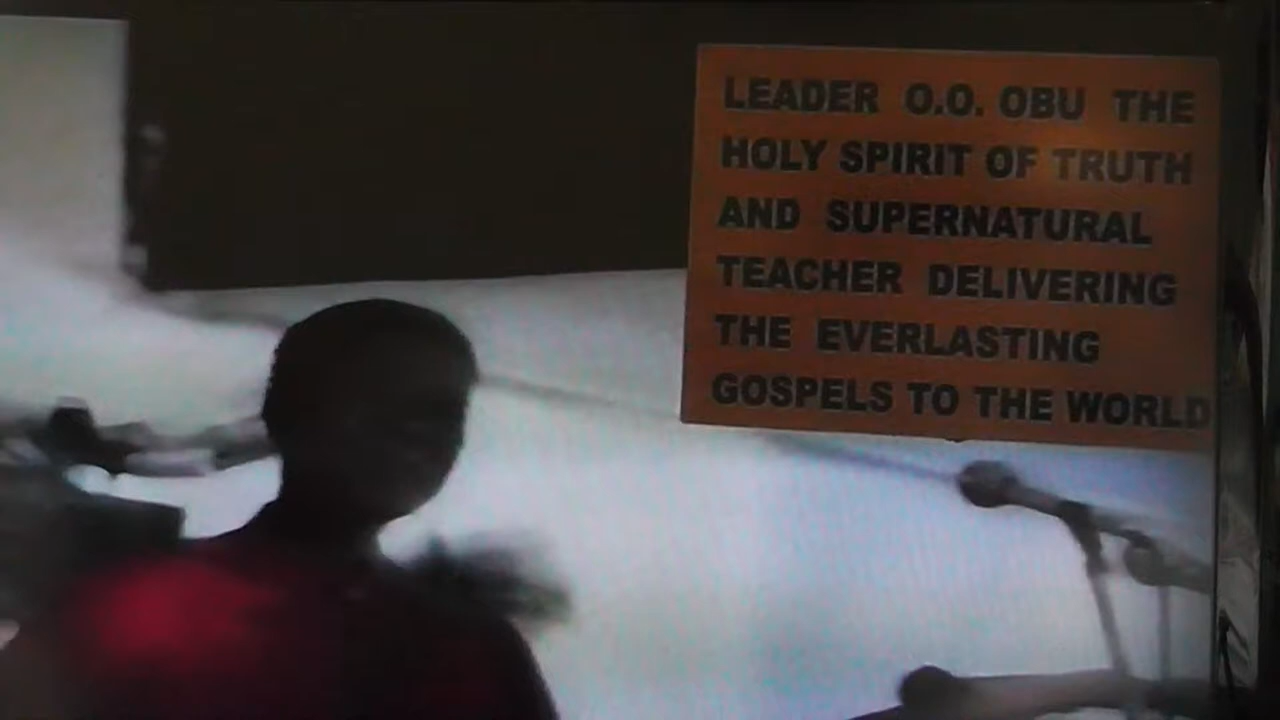 LEADER O.O. OBU THE
HOLY SPIRIT OF TRUTH
AND SUPERNATURAL
TEACHER DELIVERING
THE EVERLASTING
GOSPELS TO THE WORLD